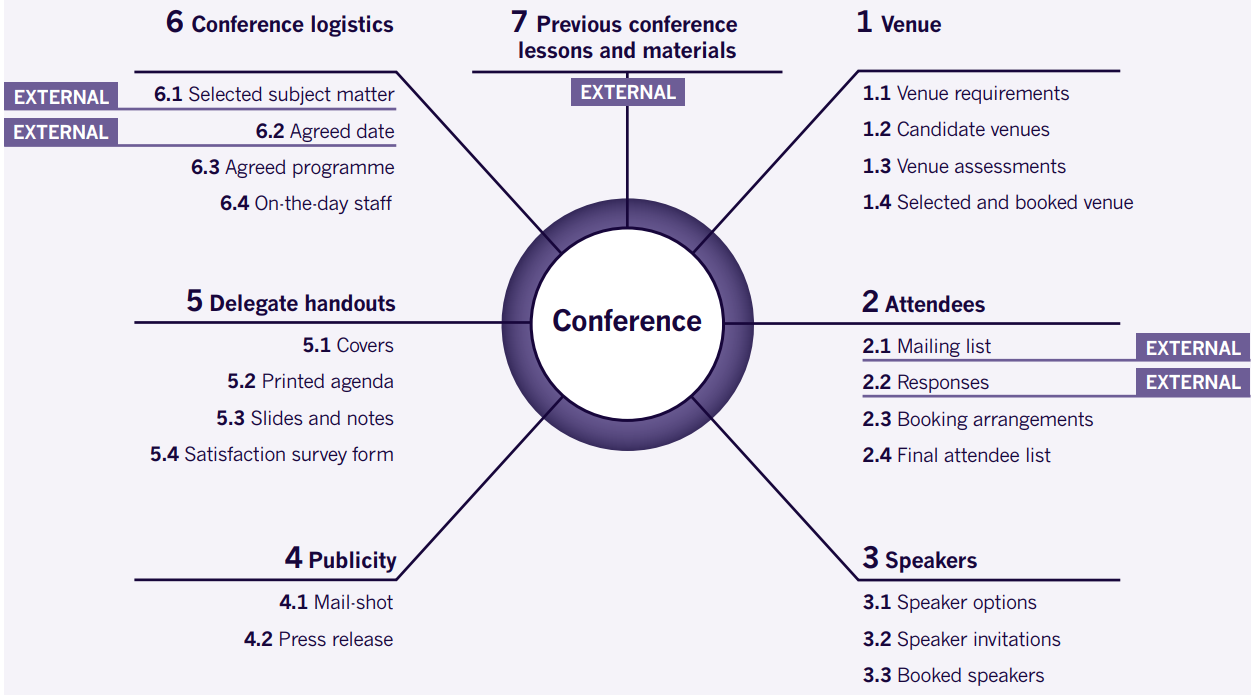 6 Conference logistics
EXTERNAL 6.1 Selected subject matter
EXTERNAL 6.2 Agreed date
6.3 Agreed programme
6.4 On-the-day staff
7 Previous conference
lessons and materials
EXTERNAL
1 Venue
1.1 Venue requirements
1.2 Candidate venues
1.3 Venue assessments
1.4 Selected and booked venue
5 Delegate handouts
5.1 Covers
5.2 Printed agenda
5.3 Slides and notes
5.4 Satisfaction survey form
Conference
2 Attendees
2.1 Mailing list EXTERNAL
2.2 Responses EXTERNAL
2.3 Booking arrangements
2.4 Final attendee list
4 Publicity
4.1 Mail-shot
4.2 Press release
3 Speakers
3.1 Speaker options
3.2 Speaker invitations
3.3 Booked speakers